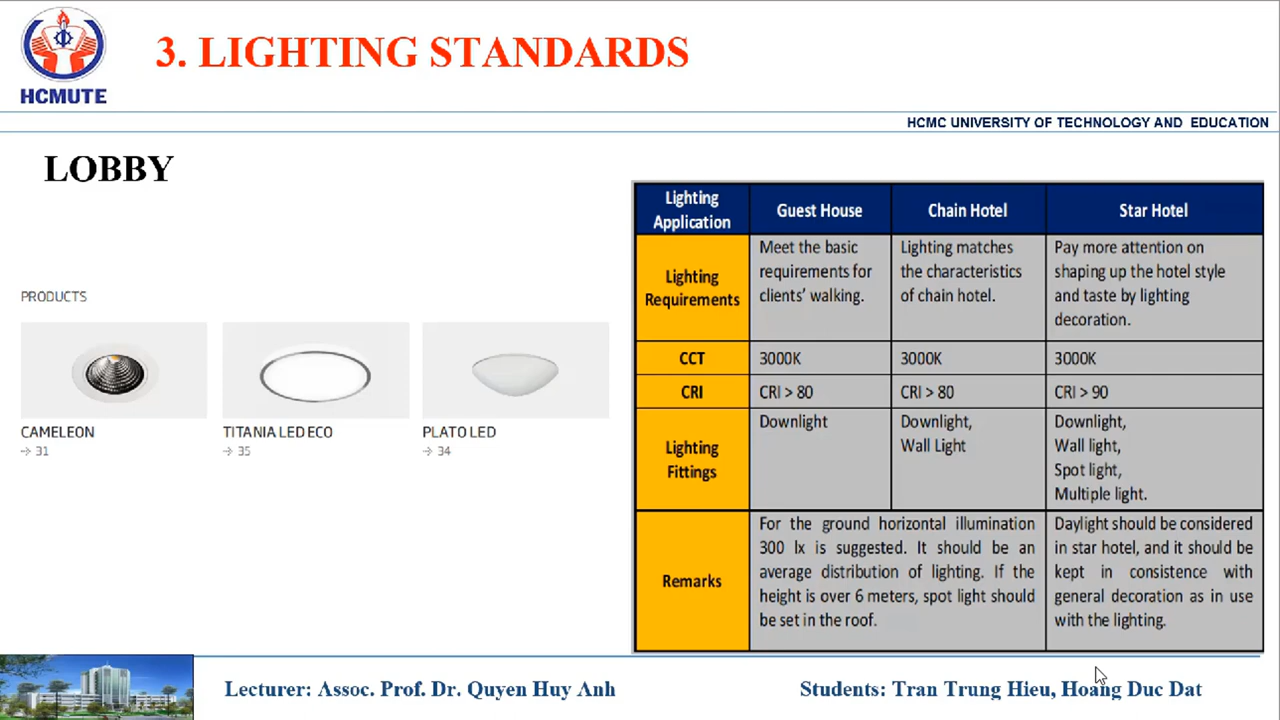 3. LIGHTING STANDARDS
HCMUTE
HCMC UNIVERSITY OF TECHNOLOGY AND EDUCATION
LOBBY
PRODUCTS
CAMELEON
→ 31
TITANIA LED ECO
→ 35
PLATO LED
→ 34
Lighting
Application
Guest House
Chain Hotel
Star Hotel
Lighting
Requirements
Meet the basic
requirements for
clients' walking.
Lighting matches
the characteristics
of chain hotel.
Pay more attention on
shaping up the hotel style
and taste by lighting
decoration.
CCT
3000K
3000K
3000K
CRI
CRI > 80
CRI > 80
CRI > 90
Lighting
Fittings
Downlight
Downlight,
Wall Light
Downlight,
Wall light,
Spot light,
Multiple light.
Remarks
For the ground horizontal illumination
300 lx is suggested. It should be an
average distribution of lighting. If the
height is over 6 meters, spot light should
be set in the roof.
Daylight should be considered
in star hotel, and it should be
kept in consistence with
general decoration as in use
with the lighting.
Lecturer: Assoc. Prof. Dr. Quyen Huy Anh
Students: Tran Trung Hieu, Hoang Duc Dat